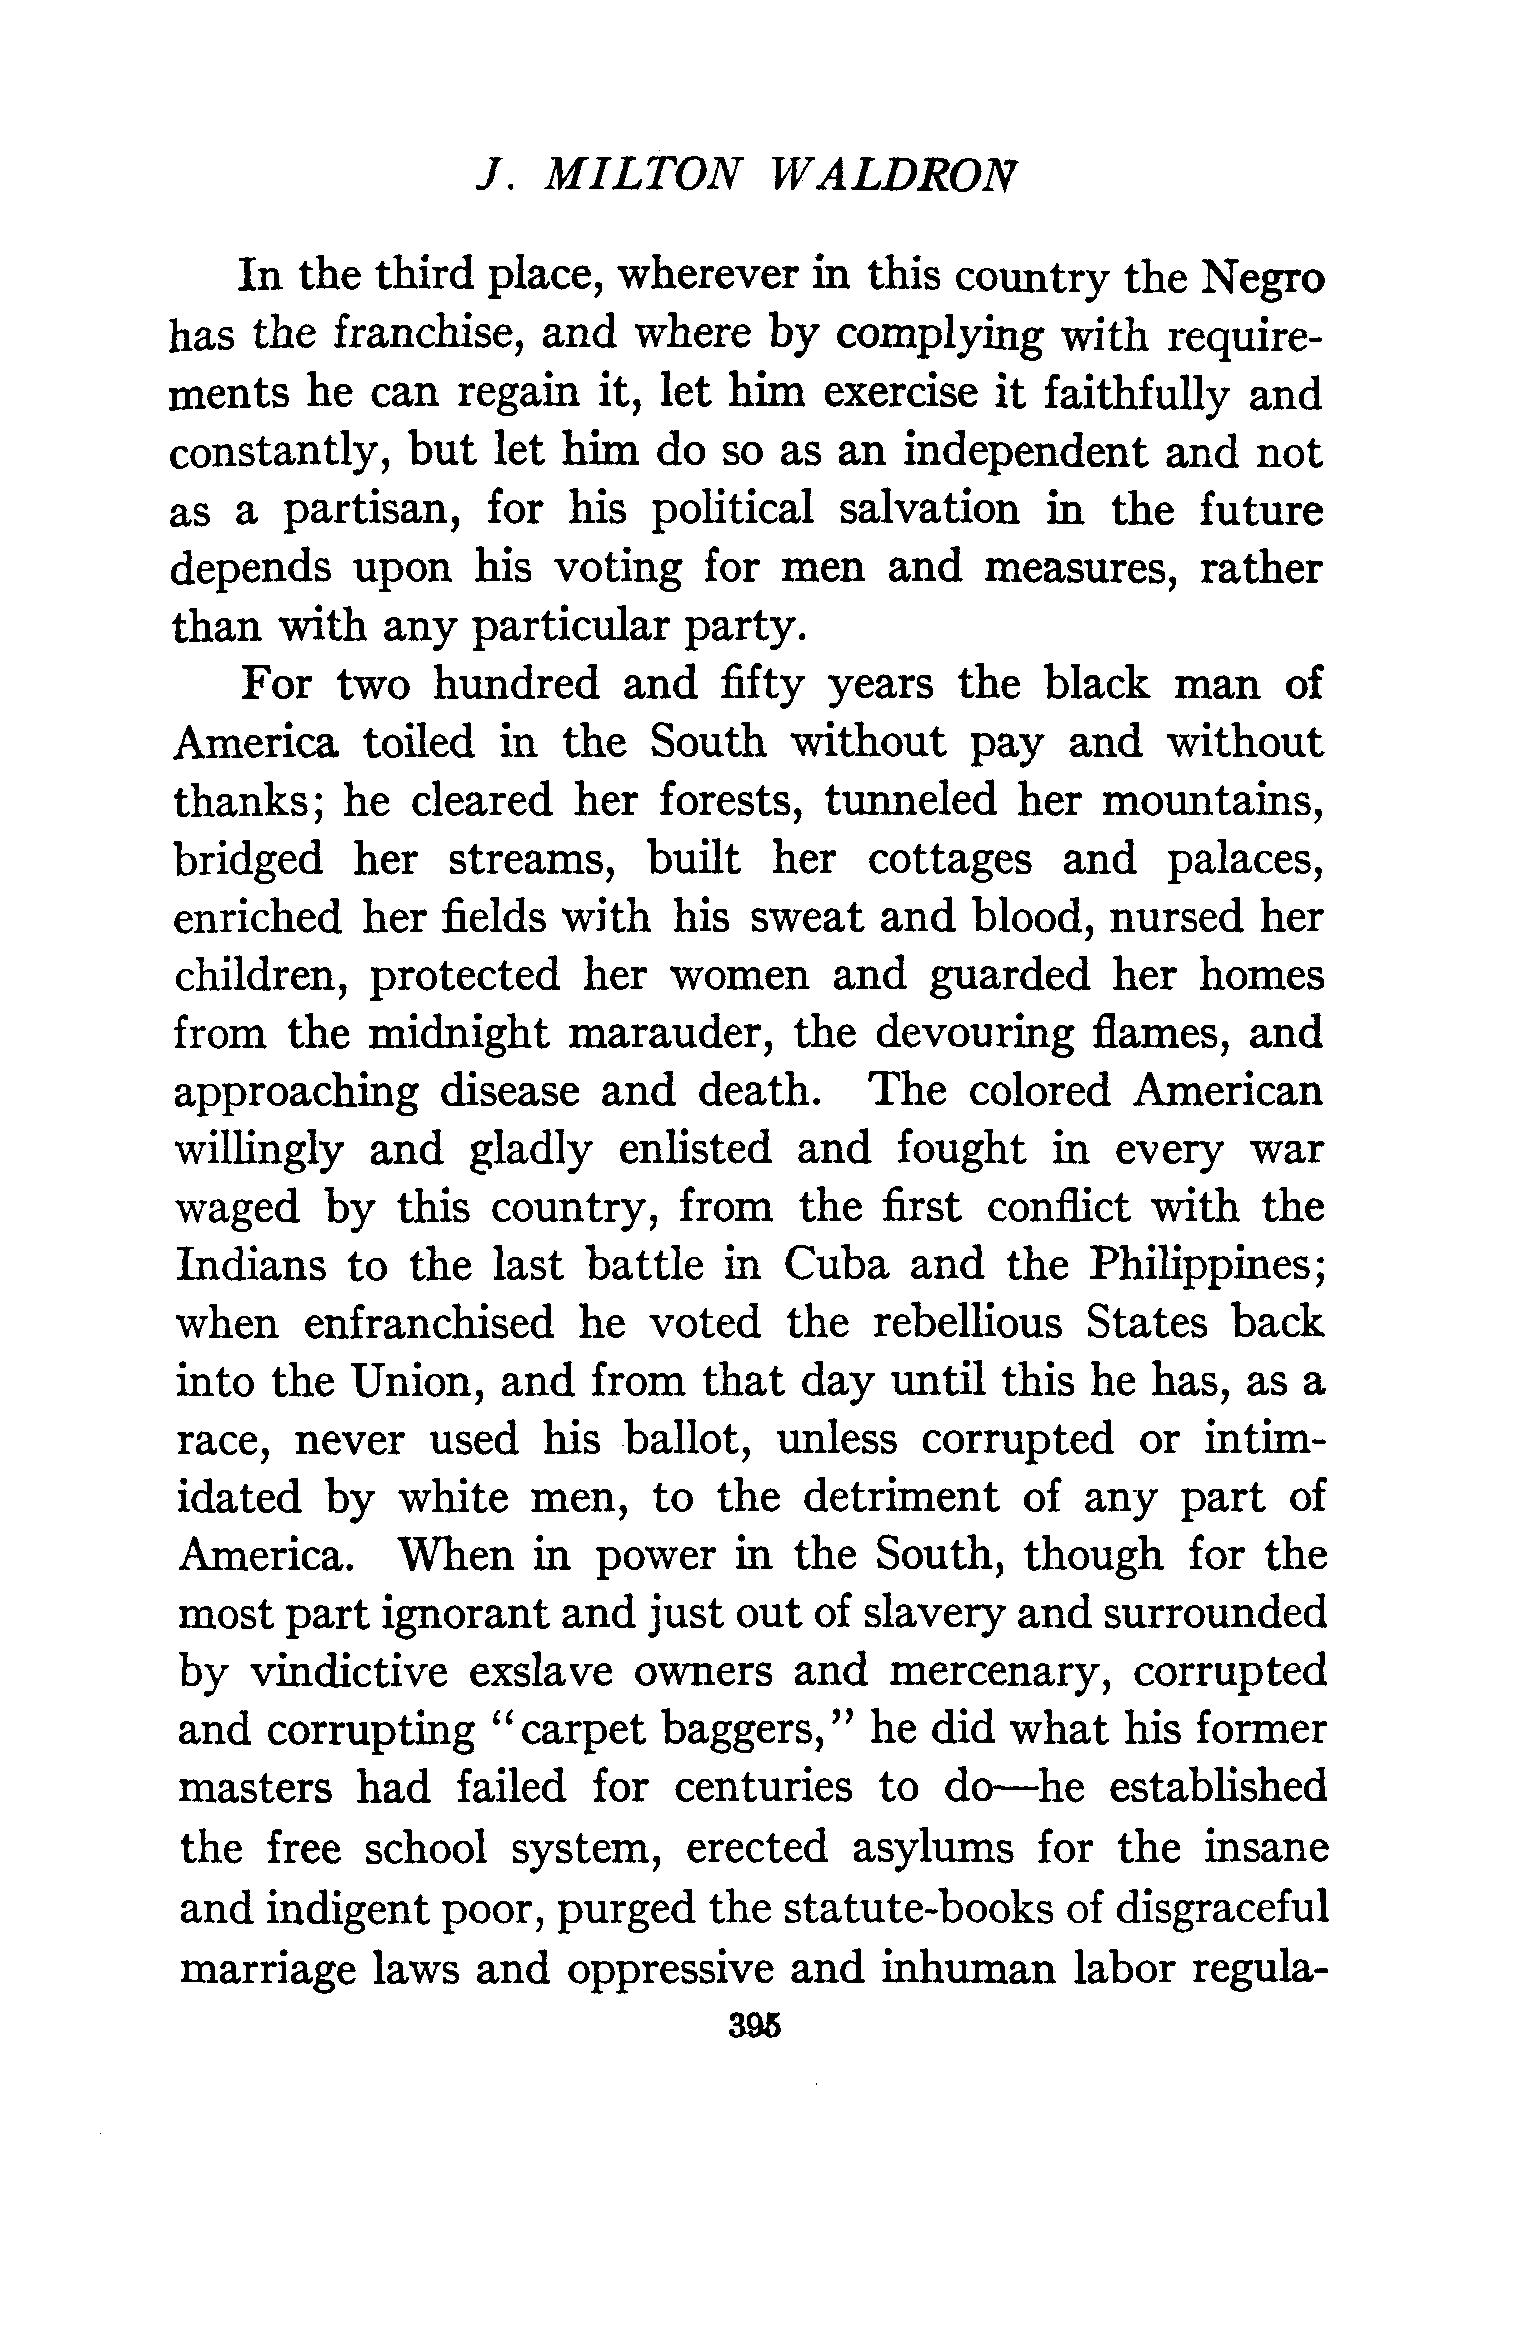 J. MILTON WALDRON
In the third place, wherever in this country the Negro
has the franchise, and where by complying with require-
ments he can regain it, let him exercise it faithfully and
constantly, but let him do so as an independent and not
as a partisan, for his political salvation in the future
depends upon his voting for men and measures, rather
than with any particular party.
For two hundred and fifty years the black man of
America toiled in the South without pay and without
thanks; he cleared her forests, tunneled her mountains,
bridged her streams, built her cottages and palaces,
enriched her fields with his sweat and blood, nursed her
children, protected her women and guarded her homes
from the midnight marauder, the devouring flames, and
approaching disease and death. The colored American
willingly and gladly enlisted and fought in every war
waged by this country, from the first conflict with the
Indians to the last battle in Cuba and the Philippines;
when enfranchised he voted the rebellious States back
into the Union, and from that day until this he has, as a
race, never used his ballot, unless corrupted or intim-
idated by white men, to the detriment of any part of
America. When in power in the South, though for the
most part ignorant and just out of slavery and surrounded
by vindictive exslave owners and mercenary, corrupted
and corrupting "carpet baggers," he did what his former
masters had failed for centuries to do—he established
the free school system, erected asylums for the insane
and indigent poor, purged the statute-books of disgraceful
marriage laws and oppressive and inhuman labor regula-
395